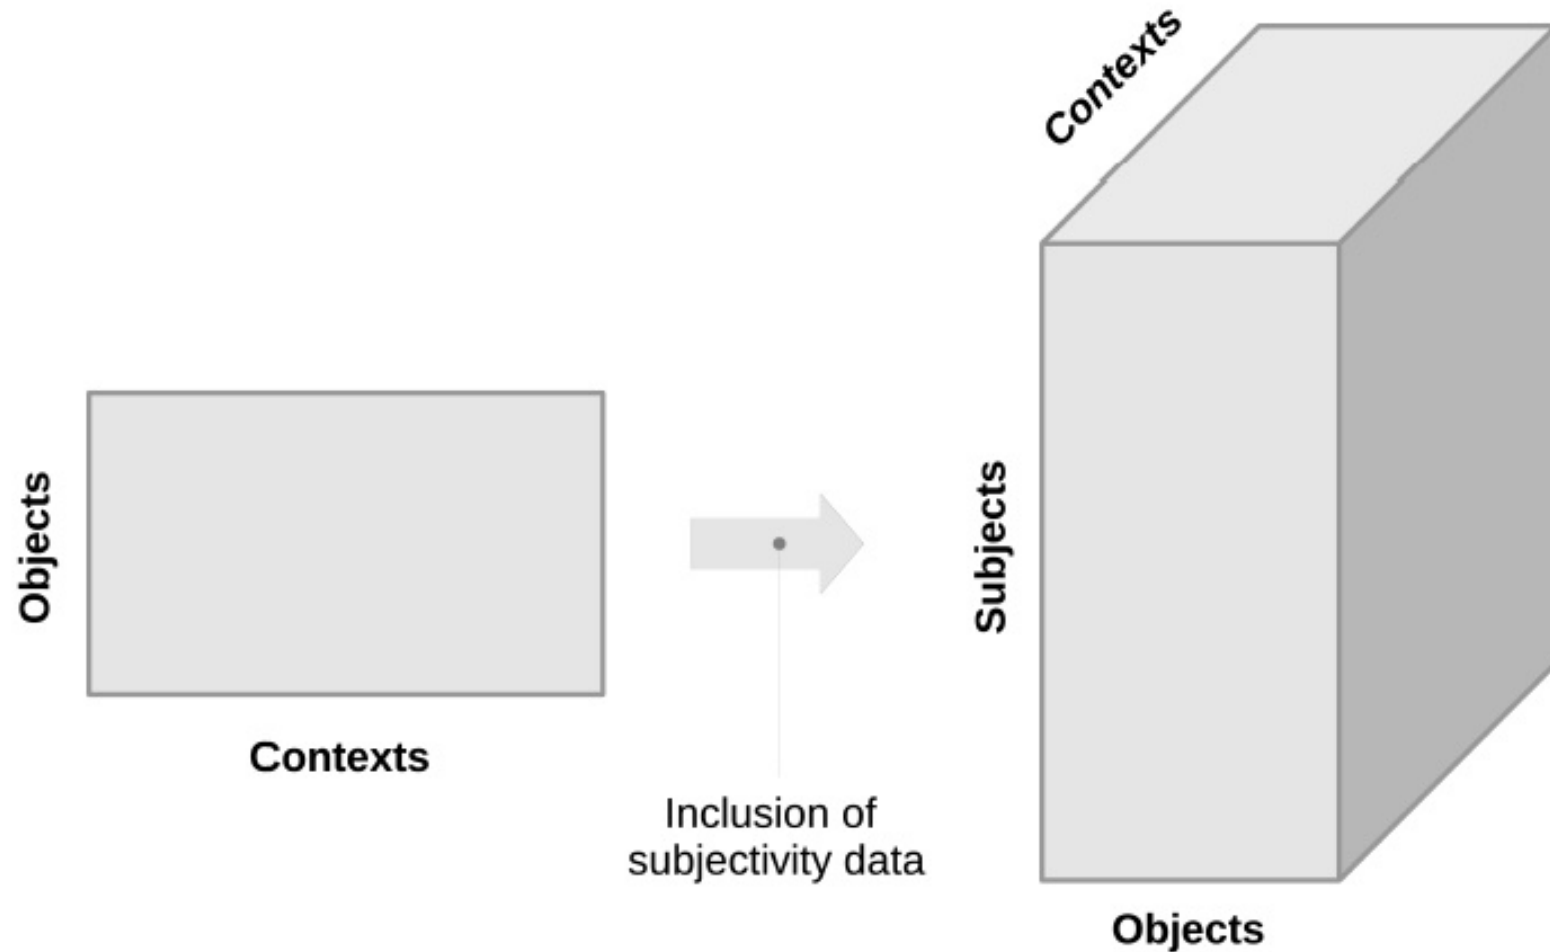 Contexts
Objects
Subjects
Contexts
Inclusion of
subjectivity data
Objects